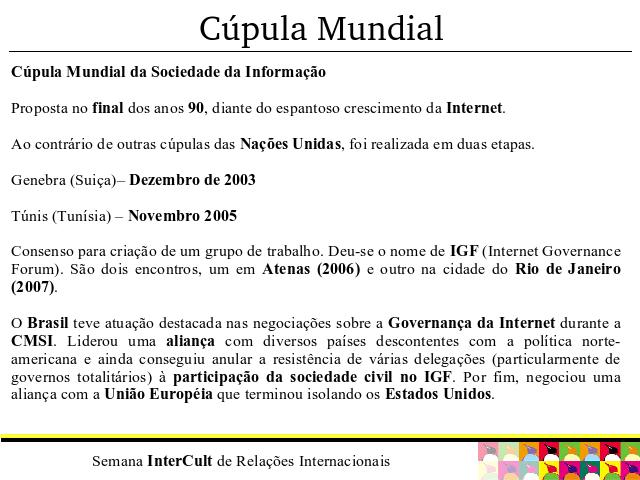 Cúpula Mundial
Cúpula Mundial da Sociedade da Informação
Proposta no final dos anos 90, diante do espantoso crescimento da Internet.
Ao contrário de outras cúpulas das Nações Unidas, foi realizada em duas etapas.
Genebra (Suiça)– Dezembro de 2003
Túnis (Tunísia) – Novembro 2005
Consenso para criação de um grupo de trabalho. Deu-se o nome de IGF (Internet Governance
Forum). São dois encontros, um em Atenas (2006) e outro na cidade do Rio de Janeiro
(2007).
O Brasil teve atuação destacada nas negociações sobre a Governança da Internet durante a
CMSI. Liderou uma aliança com diversos países descontentes com a política norte-
americana e ainda conseguiu anular a resistência de várias delegações (particularmente de
governos totalitários) à participação da sociedade civil no IGF. Por fim, negociou uma
aliança com a União Européia que terminou isolando os Estados Unidos.
Semana InterCult de Relações Internacionais